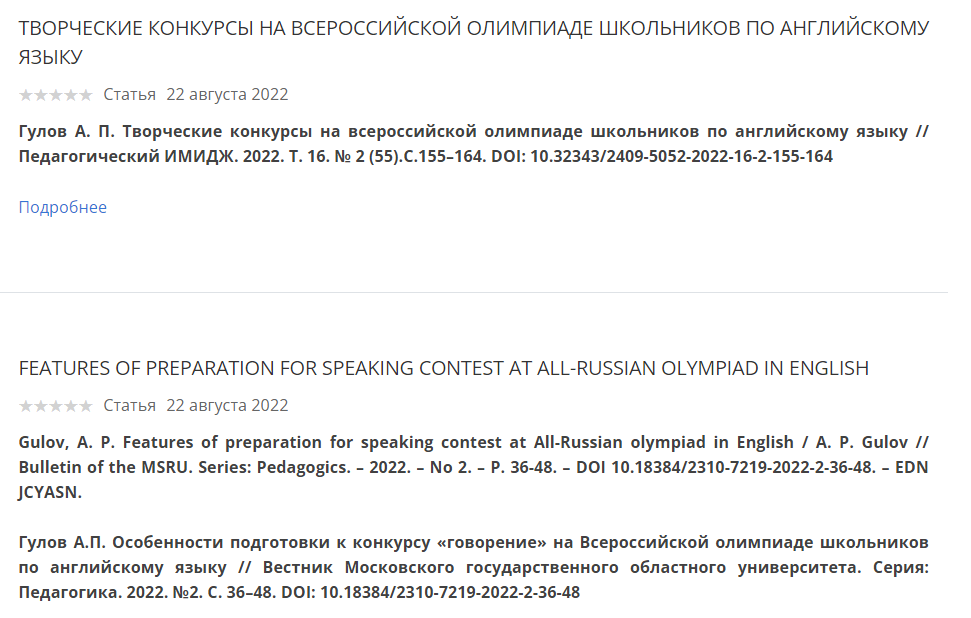 ТВОРЧЕСКИЕ КОНКУРСЫ НА ВСЕРОССИЙСКОЙ ОЛИМПИАДЕ ШКОЛЬНИКОВ ПО АНГЛИЙСКОМУ
ЯЗЫКУ
Статья 22 августа 2022
Гулов А. П. Творческие конкурсы на всероссийской олимпиаде школьников по английскому языку //
Педагогический ИМИДЖ. 2022. Т. 16. № 2 (55).С.155–164. DOI: 10.32343/2409-5052-2022-16-2-155-164
Подробнее
FEATURES OF PREPARATION FOR SPEAKING CONTEST AT ALL-RUSSIAN OLYMPIAD IN ENGLISH
Статья 22 августа 2022
Gulov, A. P. Features of preparation for speaking contest at All-Russian olympiad in English / A. P. Gulov //
Bulletin of the MSRU. Series: Pedagogics. – 2022. – No 2. – P. 36-48. – DOI 10.18384/2310-7219-2022-2-36-48. – EDN
JCYASN.
Гулов А.П. Особенности подготовки к конкурсу «говорение» на Всероссийской олимпиаде школьников
по английскому языку // Вестник Московского государственного областного университета. Серия:
Педагогика. 2022. №2. С. 36–48. DOI: 10.18384/2310-7219-2022-2-36-48